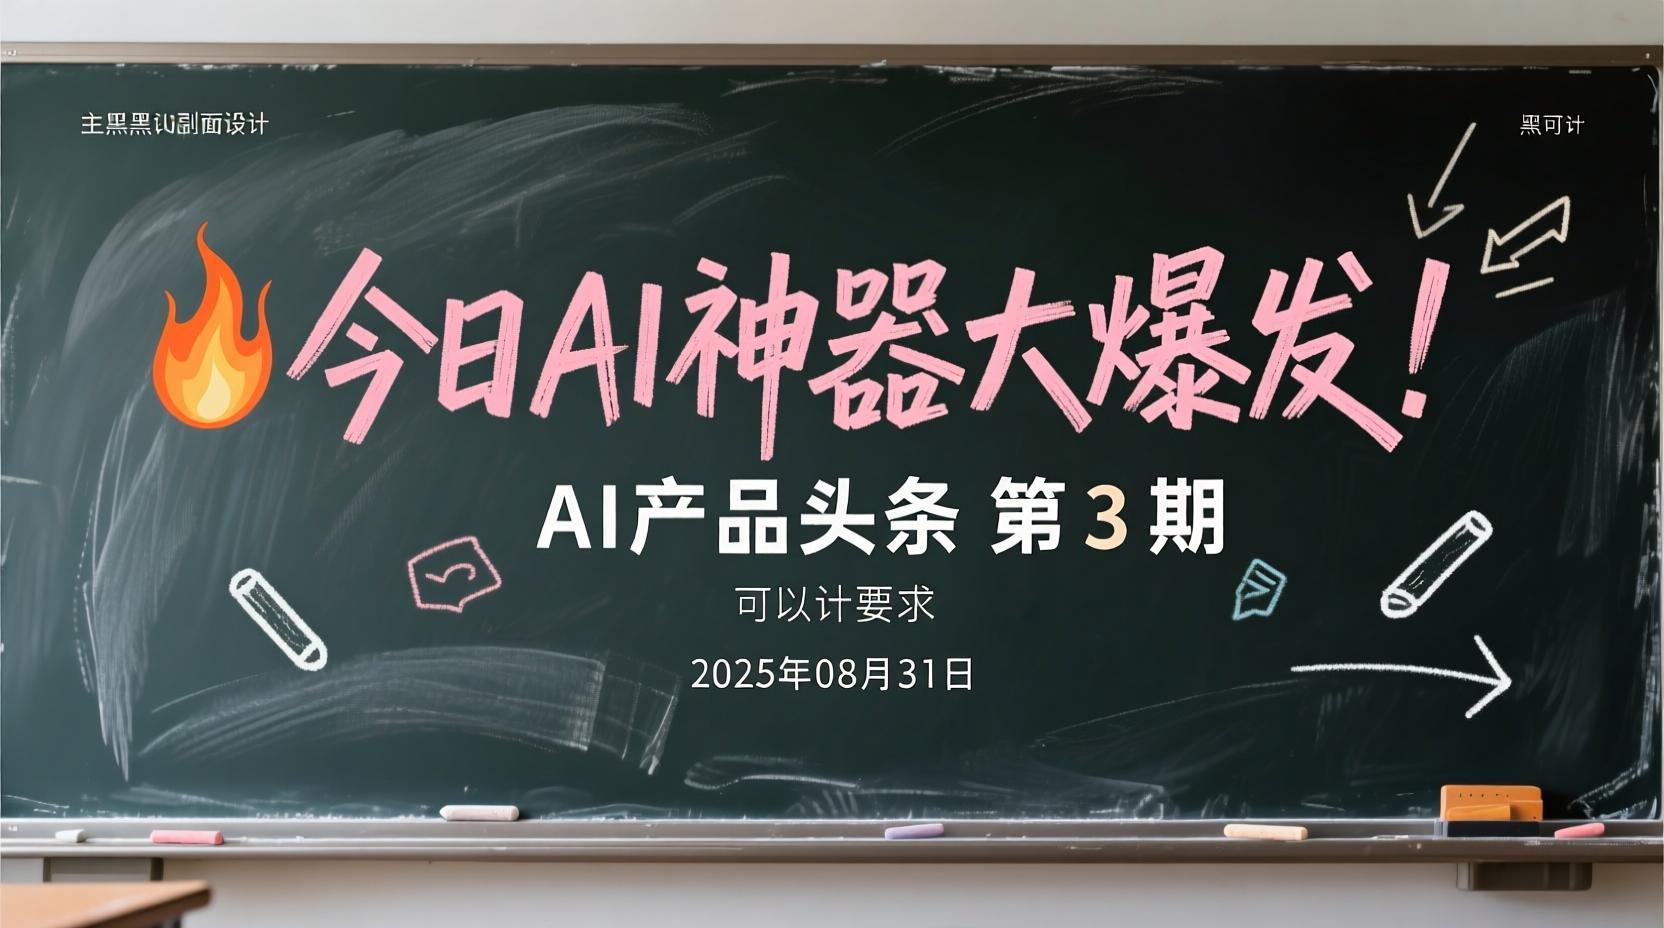 主黑黑认副面设计
黑可计
今日AI神器大爆发！
AI产品头条 第3期
可以计要求
2025年08月31日